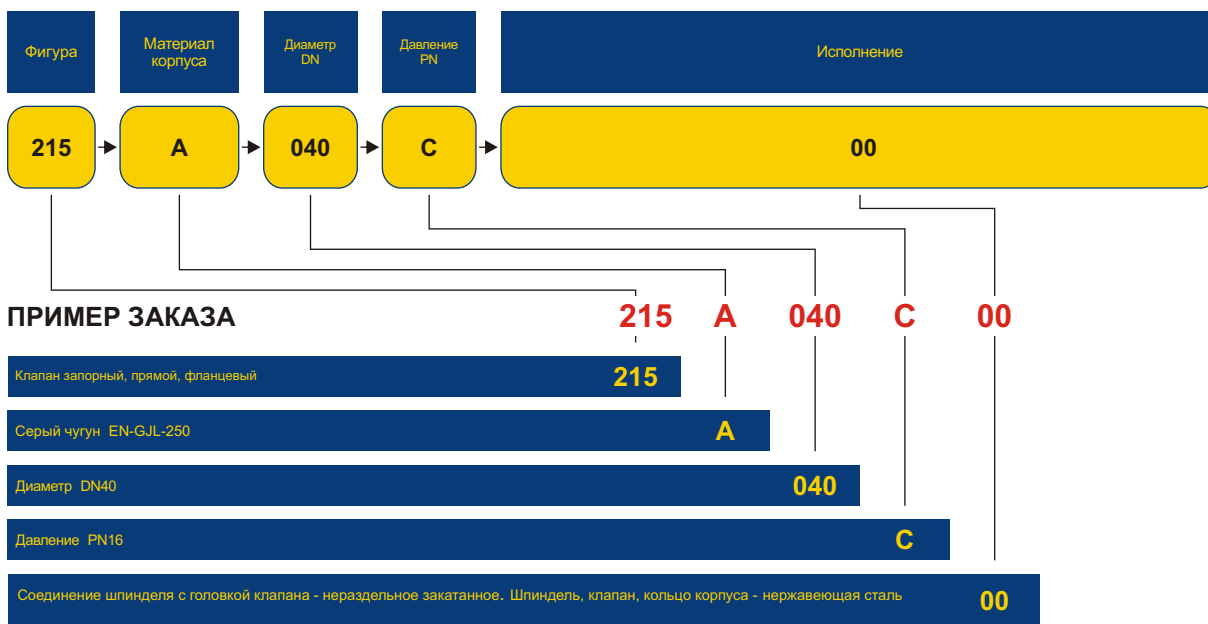 Фигура
Материал
корпуса
Диаметр
DN
Давление
PN
Исполнение
215
A
040
C
00
ПРИМЕР ЗАКАЗА
215 A 040 C 00
Клапан запорный, прямой, фланцевый 215
Серый чугун EN-GJL-250 A
Диаметр DN40 040
Давление PN16 C
Соединение шпинделя с головкой клапана - нераздельное закатанное. Шпиндель, клапан, кольцо корпуса - нержавеющая сталь 00